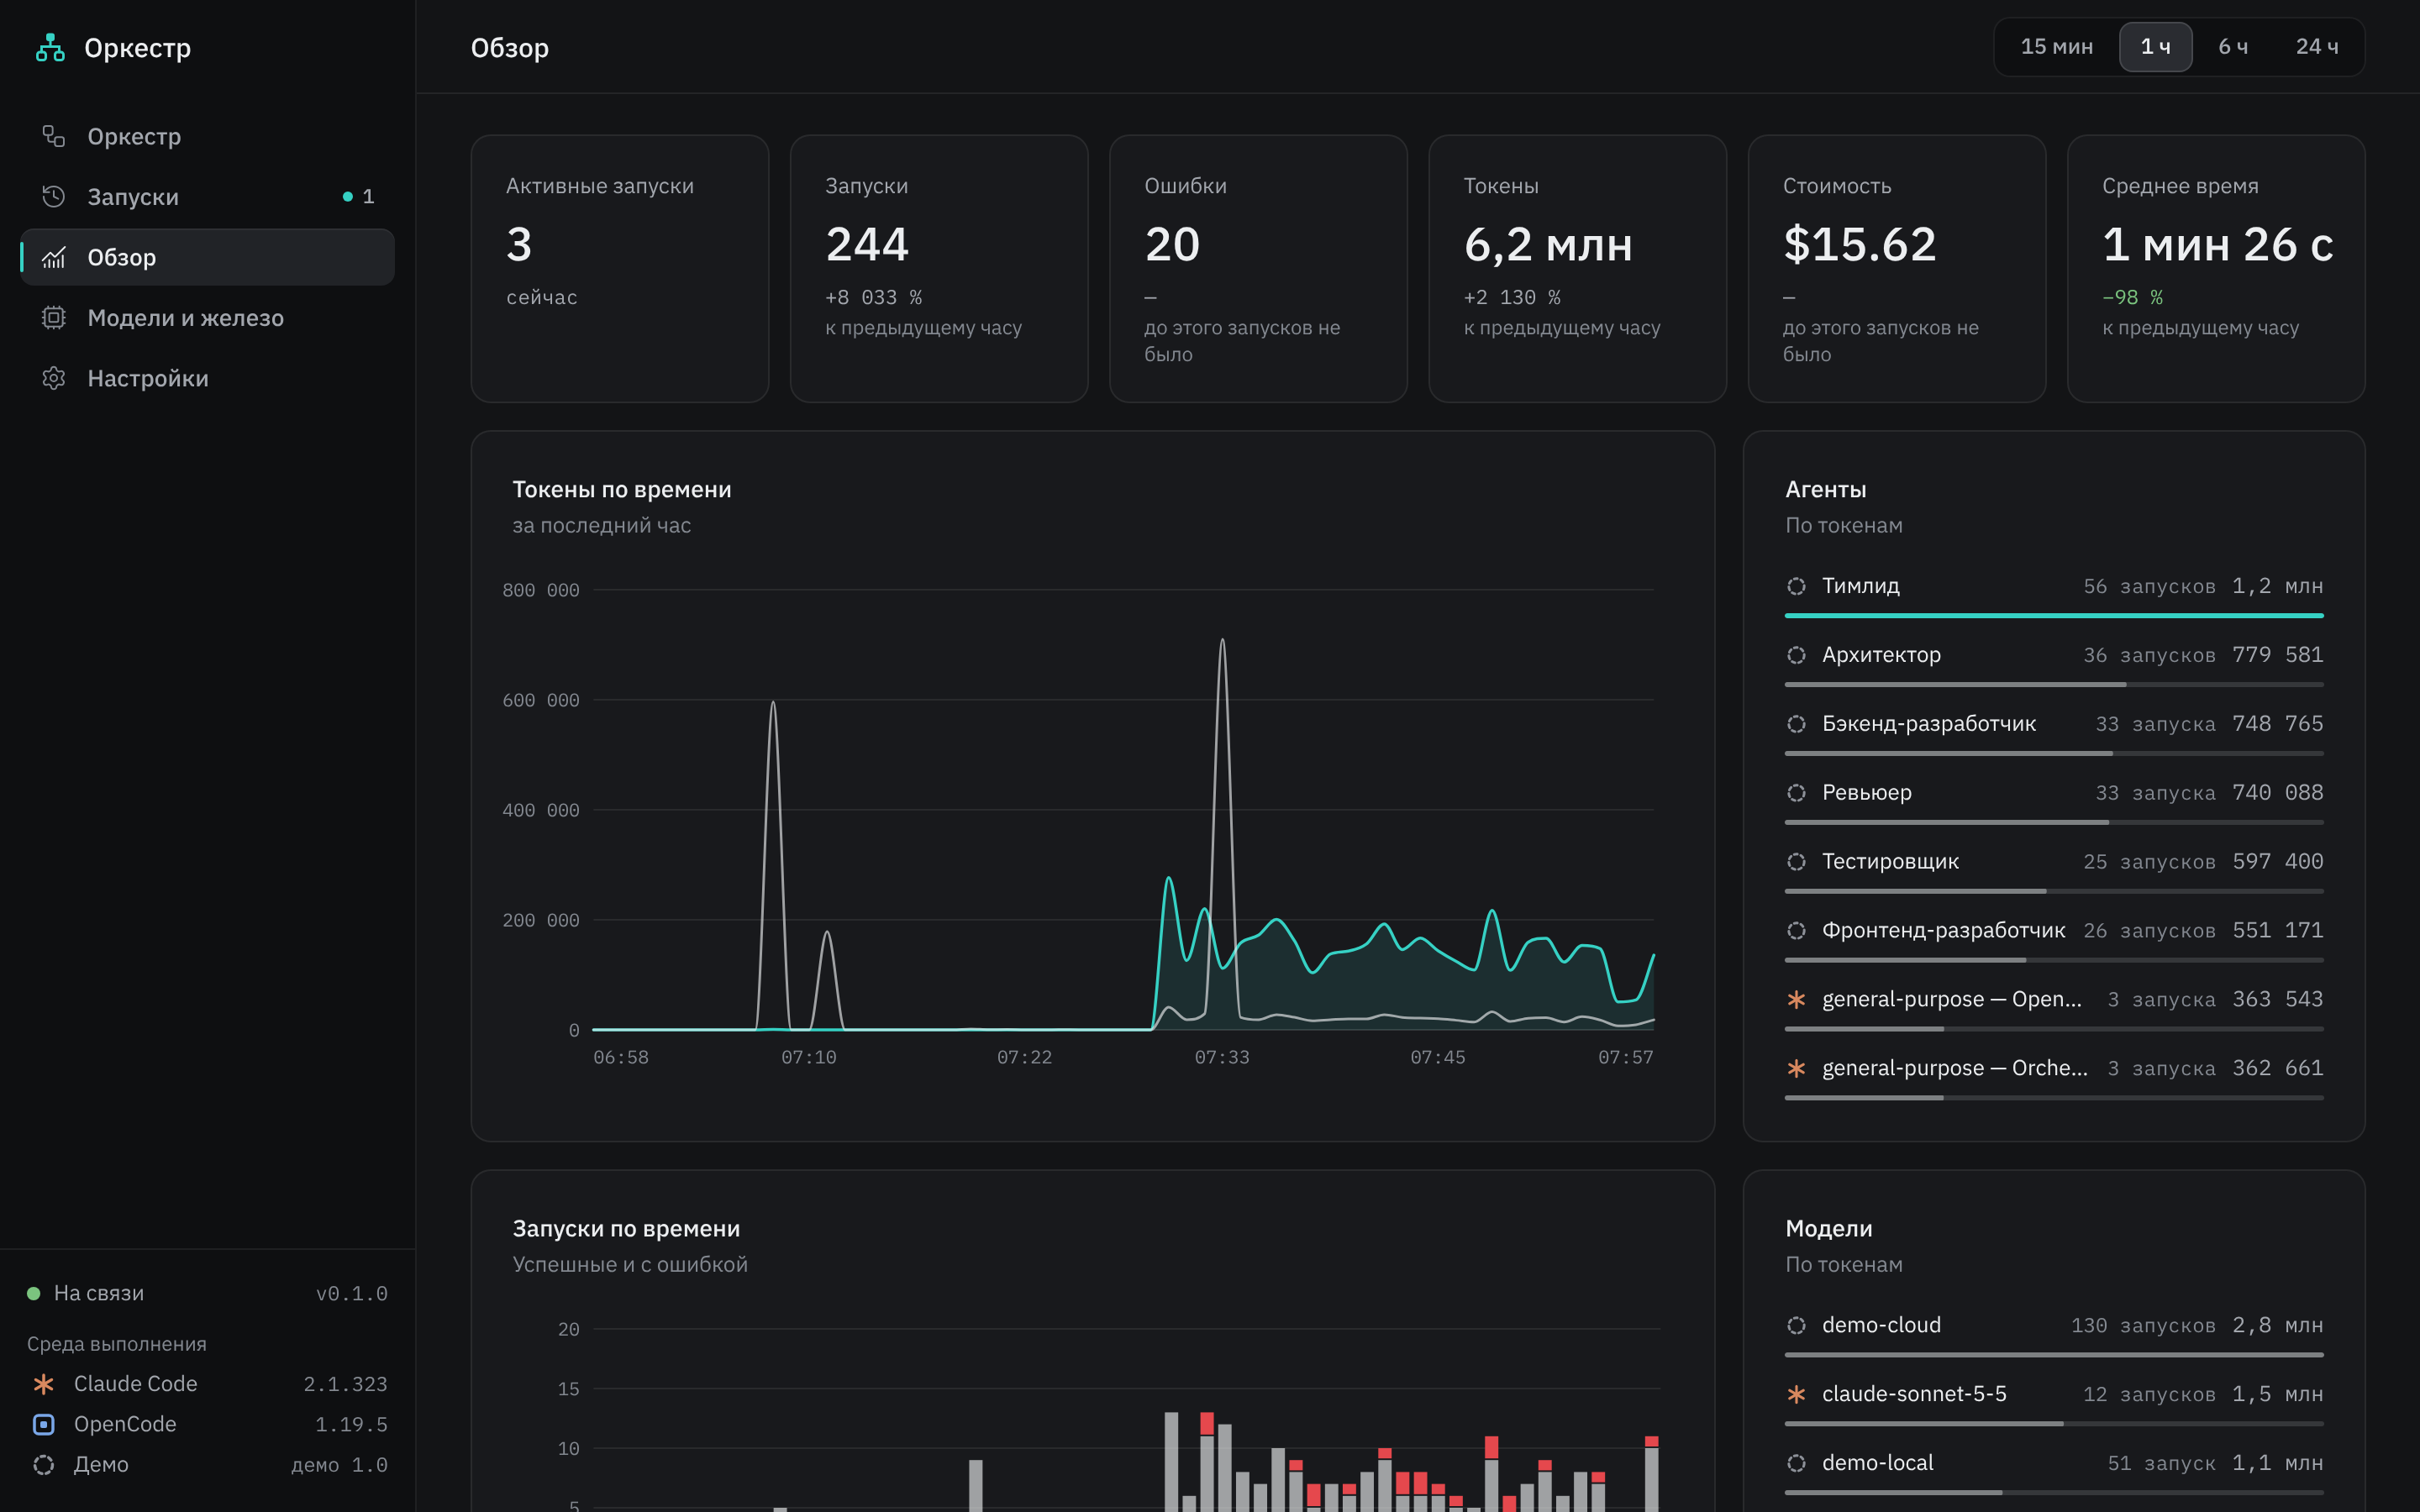 Оркестр
Оркестр
Запуски 1
Обзор
Модели и железо
Настройки
На связи v0.1.0
Среда выполнения
Claude Code 2.1.323
OpenCode 1.19.5
Демо демо 1.0
Обзор
15 мин 1 ч 6 ч 24 ч
Активные запуски
3
сейчас
Запуски
244
+8 033 %
к предыдущему часу
Ошибки
20
—
до этого запусков не
было
Токены
6,2 млн
+2 130 %
к предыдущему часу
Стоимость
$15.62
—
до этого запусков не
было
Среднее время
1 мин 26 с
−98 %
к предыдущему часу
Токены по времени
за последний час
800 000
600 000
400 000
200 000
0
06:58 07:10 07:22 07:33 07:45 07:57
Агенты
По токенам
Тимлид 56 запусков 1,2 млн
Архитектор 36 запусков 779 581
Бэкенд-разработчик 33 запуска 748 765
Ревьюер 33 запуска 740 088
Тестировщик 25 запусков 597 400
Фронтенд-разработчик 26 запусков 551 171
general-purpose — Open... 3 запуска 363 543
general-purpose — Orche... 3 запуска 362 661
Запуски по времени
Успешные и с ошибкой
20
15
10
5
Модели
По токенам
demo-cloud 130 запусков 2,8 млн
claude-sonnet-5-5 12 запусков 1,5 млн
demo-local 51 запуск 1,1 млн